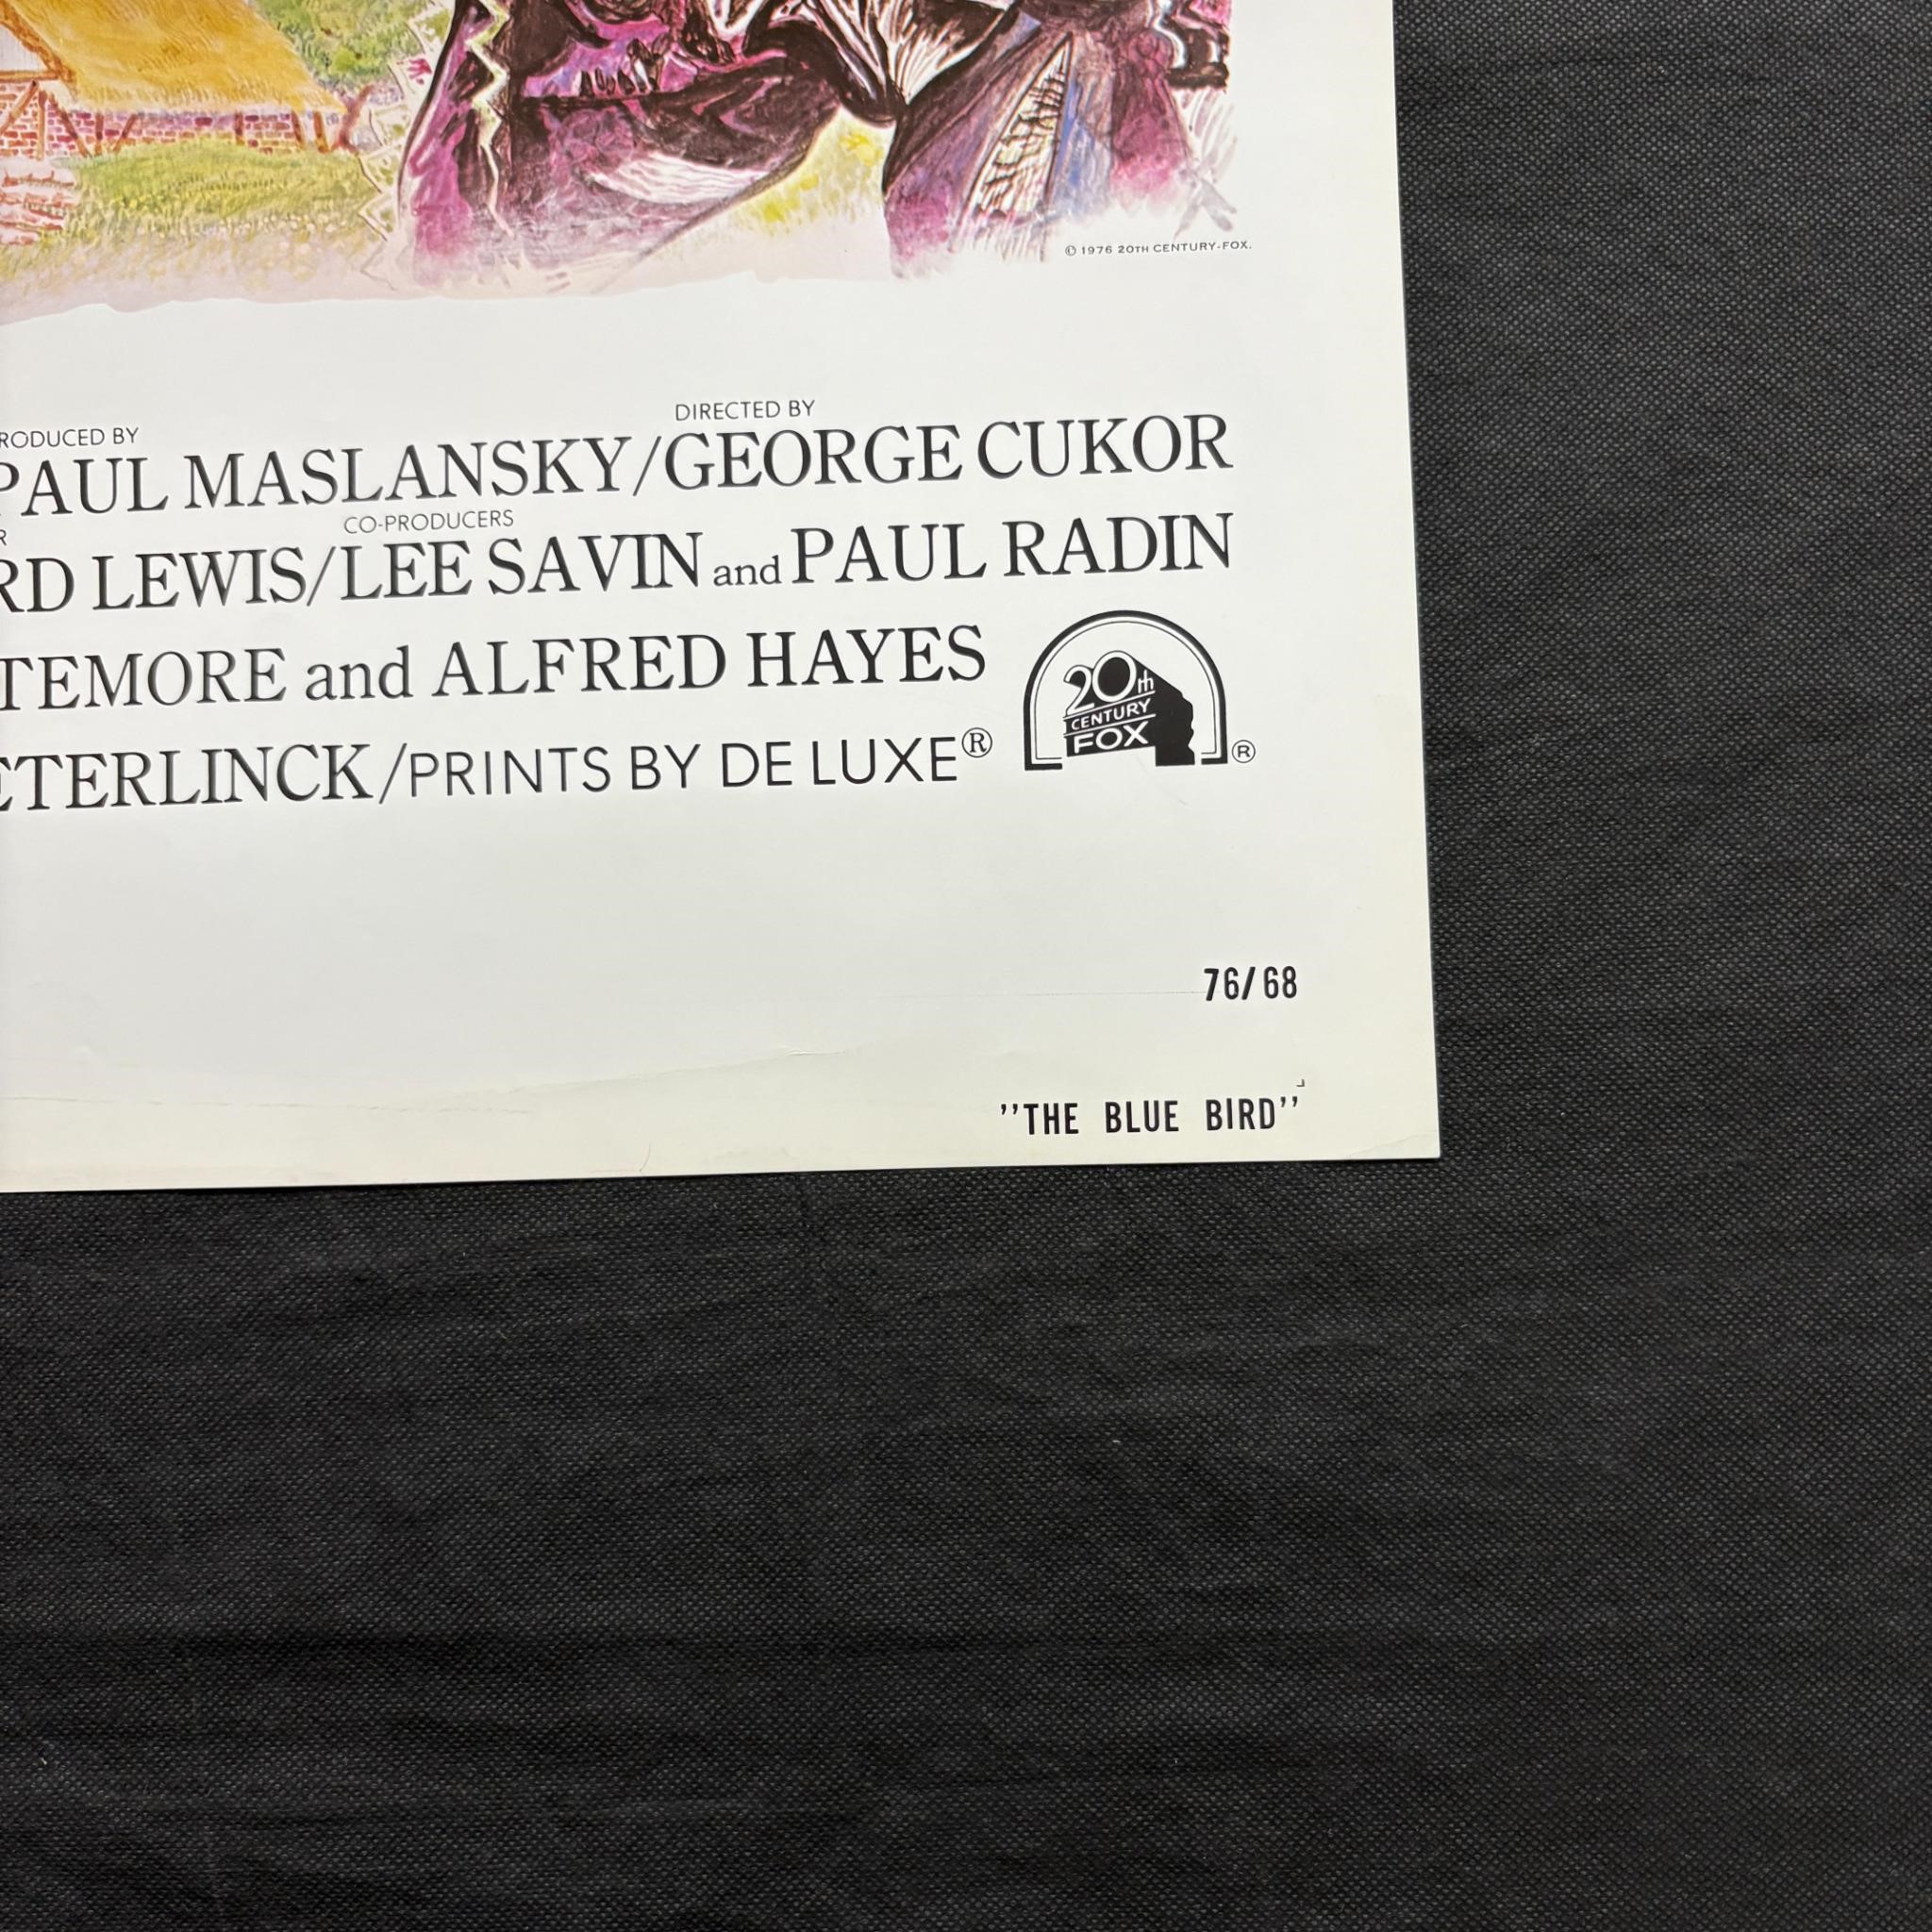 © 1976 20TH CENTURY-FOX.
DIRECTED BY
RODUCED BY
PAUL MASLANSKY/GEORGE CUKOR
R
CO-PRODUCERS
RD LEWIS/LEE SAVIN and PAUL RADIN
TEMORE and ALFRED HAYES
ETERLINCK/PRINTS BY DE LUXE®
20th
CENTURY
FOX
®
76/68
"THE BLUE BIRD"